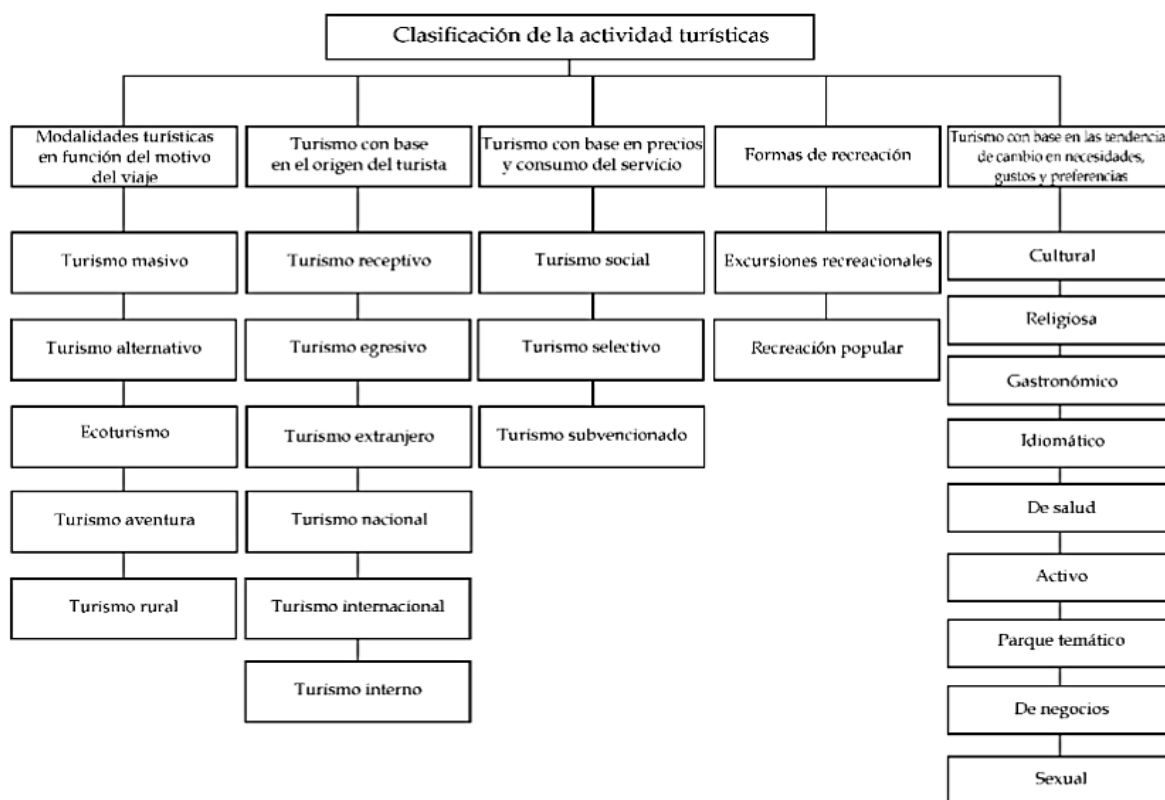 Clasificación de la actividad turísticas
Modalidades turísticas
en función del motivo
del viaje
Turismo masivo
Turismo alternativo
Ecoturismo
Turismo aventura
Turismo rural
Turismo con base
en el origen del turista
Turismo receptivo
Turismo egresivo
Turismo extranjero
Turismo nacional
Turismo internacional
Turismo interno
Turismo con base en precios
y consumo del servicio
Turismo social
Turismo selectivo
Turismo subvencionado
Formas de recreación
Excursiones recreacionales
Recreación popular
Turismo con base en las tendencia
de cambio en necesidades,
gustos y preferencias
Cultural
Religiosa
Gastronómico
Idiomático
De salud
Activo
Parque temático
De negocios
Sexual